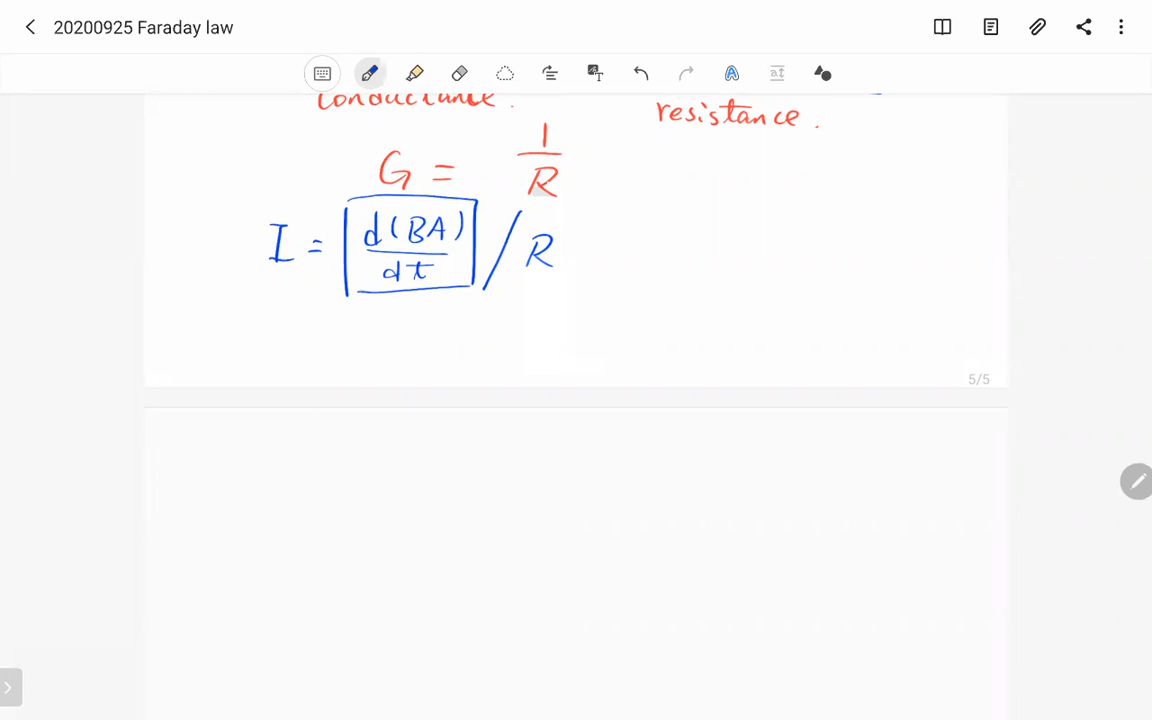 20200925 Faraday law
conductance.
resistance.
G = 1/R
I = d(BA)/dt / R
5/5